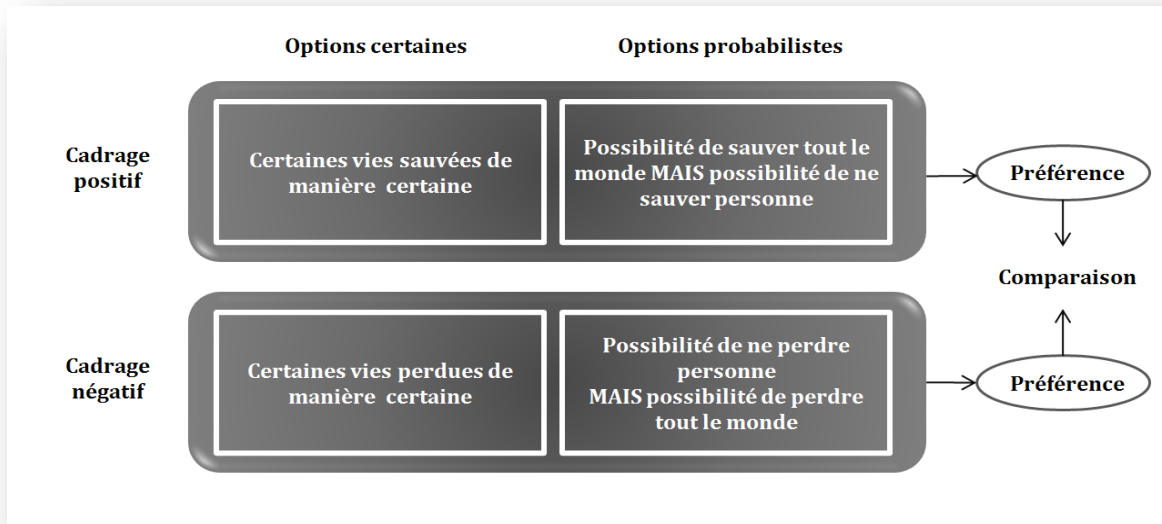 Options certaines
Options probabilistes
Cadrage
positif
Certaines vies sauvées de
manière certaine
Possibilité de sauver tout le
monde MAIS possibilité de ne
sauver personne
Préférence
Comparaison
Cadrage
négatif
Certaines vies perdues de
manière certaine
Possibilité de ne perdre
personne
MAIS possibilité de perdre
tout le monde
Préférence